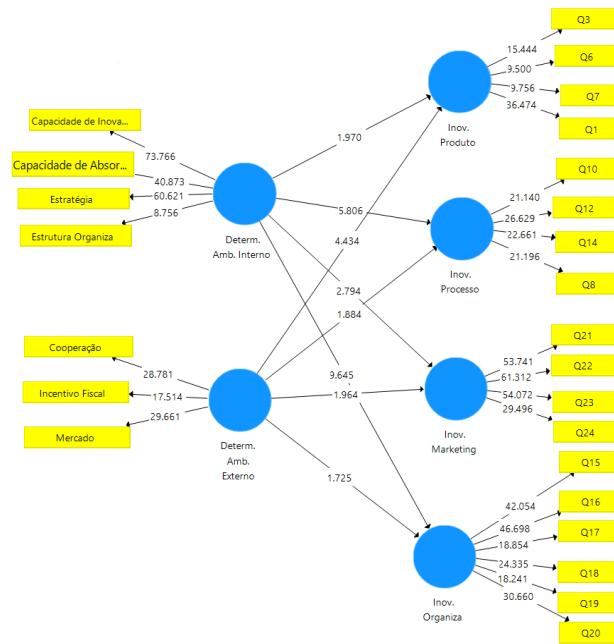 Q3
15.444
Q6
9.500
Q7
9.756
36.474
Q1
Inov.
Produto
Capacidade de Inova...
73.766
Capacidade de Absor...
40.873
Estratégia
60.621
Estrutura Organiza
8.756
Determ.
Amb. Interno
1.970
5.806
4.434
2.794
1.884
9.645
1.964
1.725
Q10
21.140
Q12
26.629
22.661
Q14
21.196
Q8
Inov.
Processo
Cooperação
28.781
Incentivo Fiscal
17.514
29.661
Mercado
Determ.
Amb.
Externo
Q21
53.741
Q22
61.312
54.072
Q23
29.496
Q24
Inov.
Marketing
Q15
42.054
Q16
46.698
Q17
18.854
24.335
Q18
18.241
Q19
30.660
Q20
Inov.
Organiza